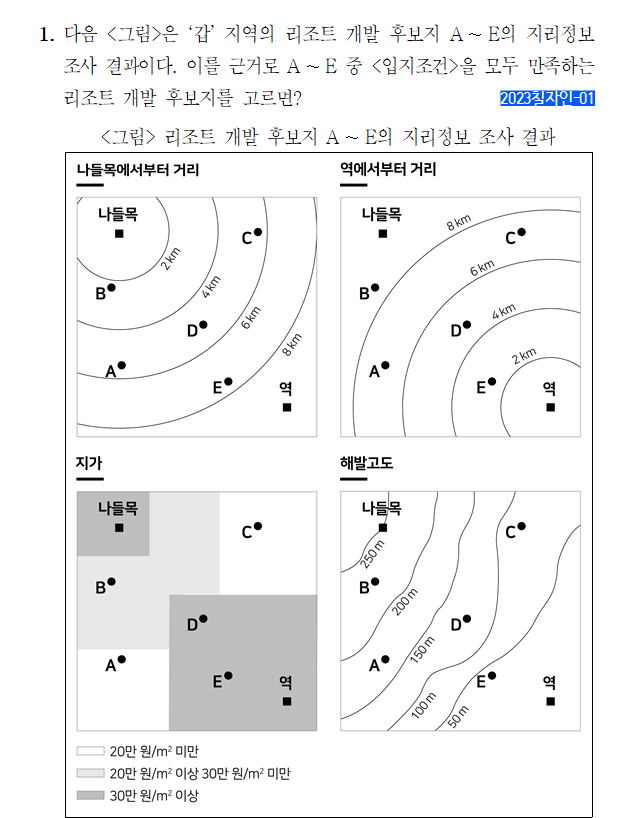 1. 다음 <그림>은 ‘갑’ 지역의 리조트 개발 후보지 A ~ E의 지리정보
조사 결과이다. 이를 근거로 A ~ E 중 <입지조건>을 모두 만족하는
리조트 개발 후보지를 고르면?
2023칠자인-01
<그림> 리조트 개발 후보지 A ~ E의 지리정보 조사 결과
나들목에서부터 거리
나들목
C
2 km
B
4 km
D
6 km
8 km
A
E
역
역에서부터 거리
나들목
8 km
C
6 km
B
4 km
D
2 km
A
E
역
지가
나들목
C
B
D
A
E
역
해발고도
나들목
C
250 m
B
200 m
D
150 m
A
E
역
100 m
50 m
20만 원/m² 미만
20만 원/m² 이상 30만 원/m² 미만
30만 원/m² 이상